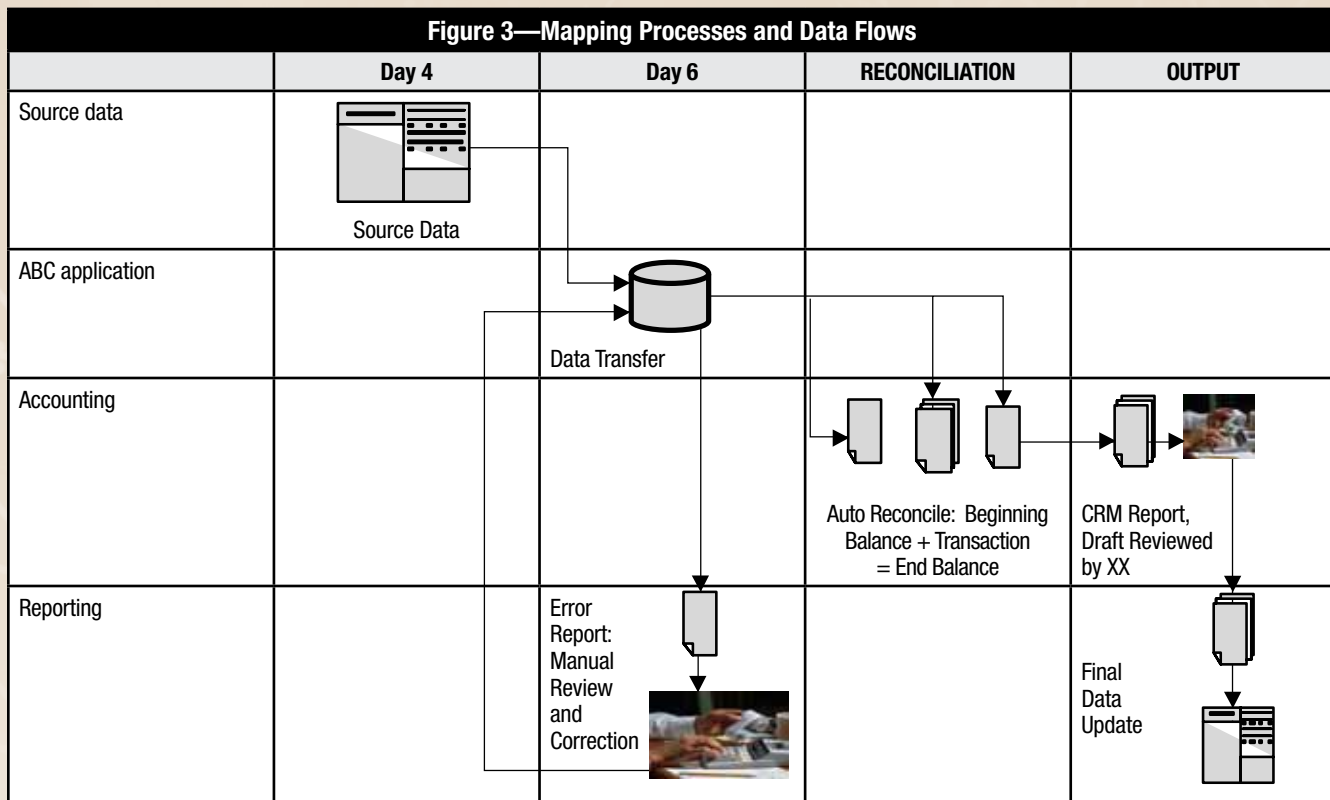 Figure 3—Mapping Processes and Data Flows
Day 4
Day 6
RECONCILIATION
OUTPUT
Source data
Source Data
ABC application
Data Transfer
Accounting
Auto Reconcile: Beginning
Balance + Transaction
= End Balance
CRM Report,
Draft Reviewed
by XX
Reporting
Error
Report:
Manual
Review
and
Correction
Final
Data
Update